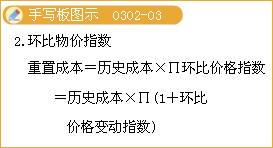 手写板图示 0302-03
2.环比物价指数
重置成本＝历史成本×∏环比价格指数
＝历史成本×∏(1＋环比
价格变动指数)